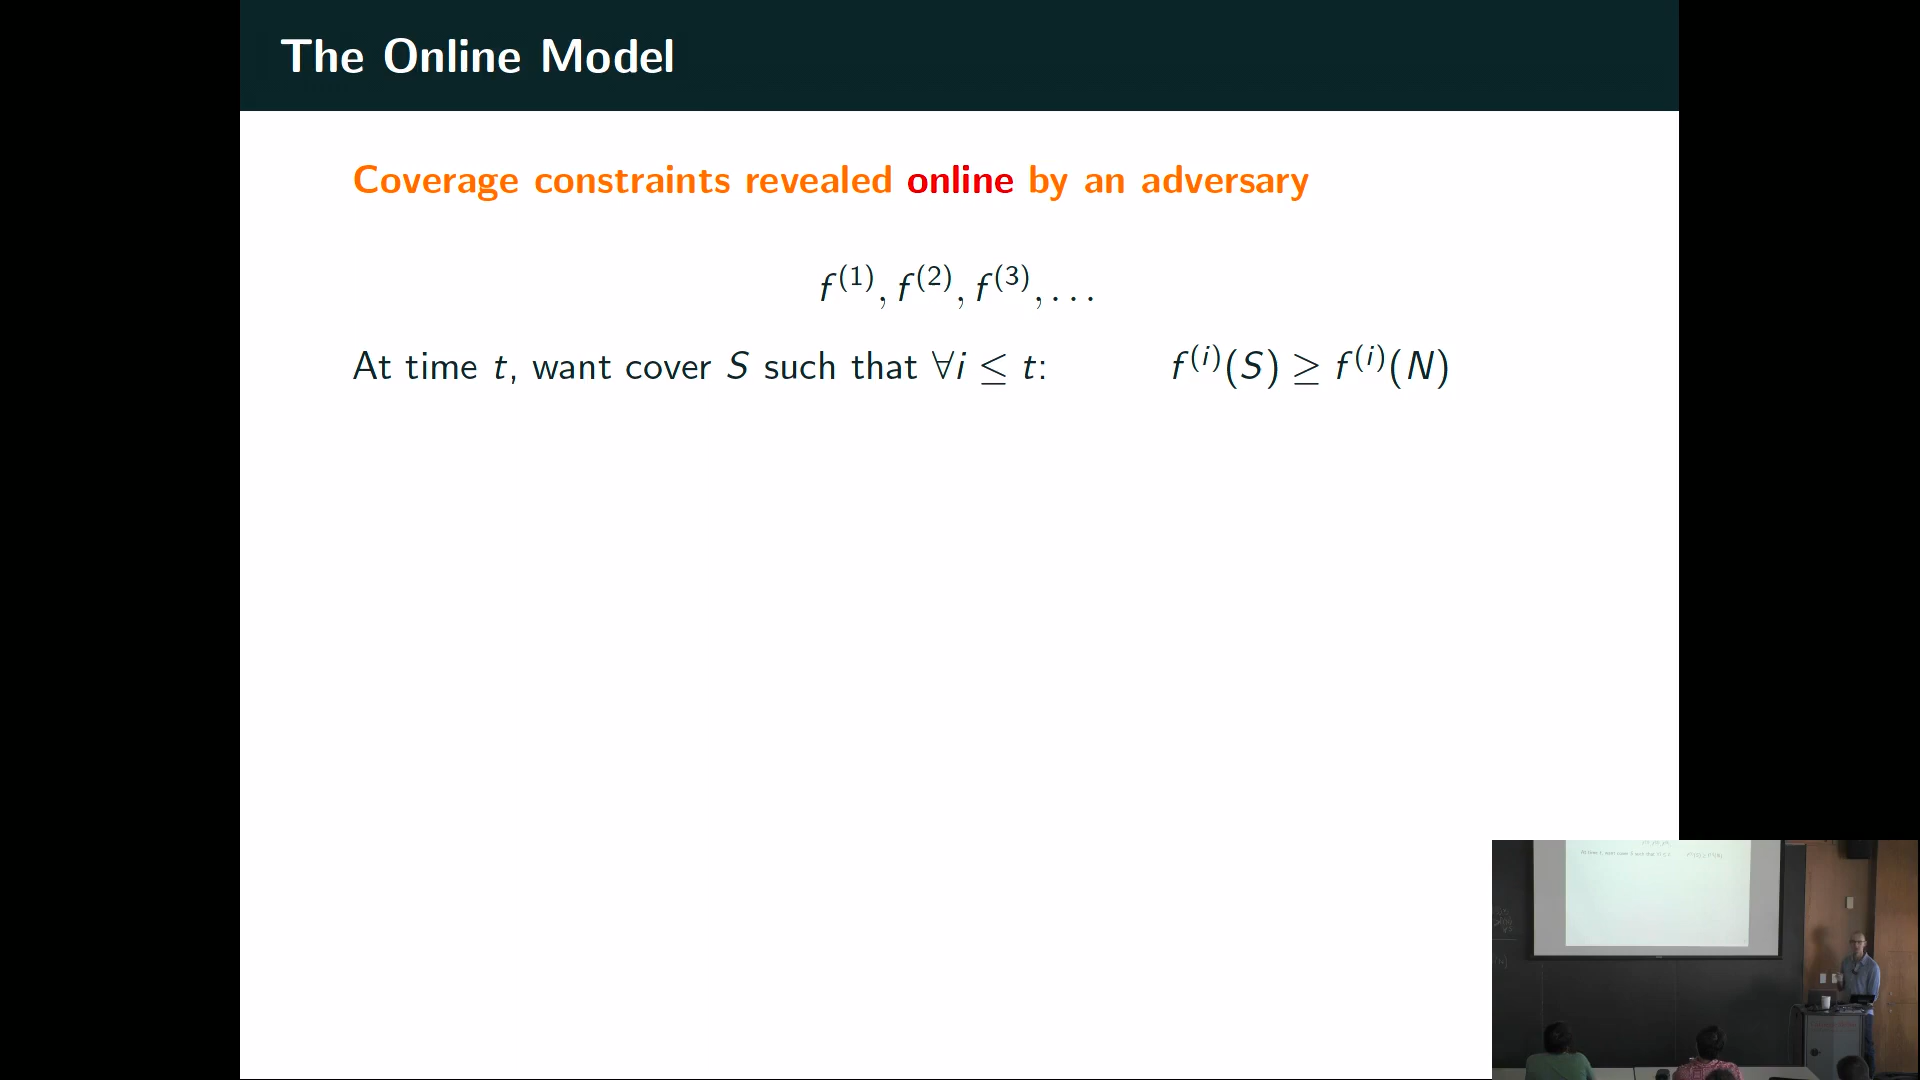 The Online Model
Coverage constraints revealed online by an adversary
f^{(1)}, f^{(2)}, f^{(3)}, . . .
At time t, want cover S such that ∀i ≤ t: f^{(i)}(S) ≥ f^{(i)}(N)